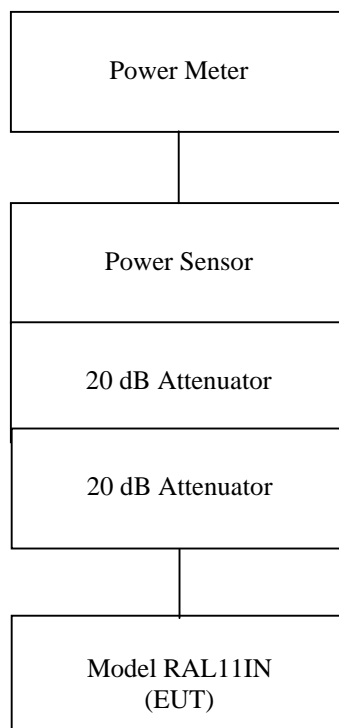 Power Meter
Power Sensor
20 dB Attenuator
20 dB Attenuator
Model RAL11IN
(EUT)